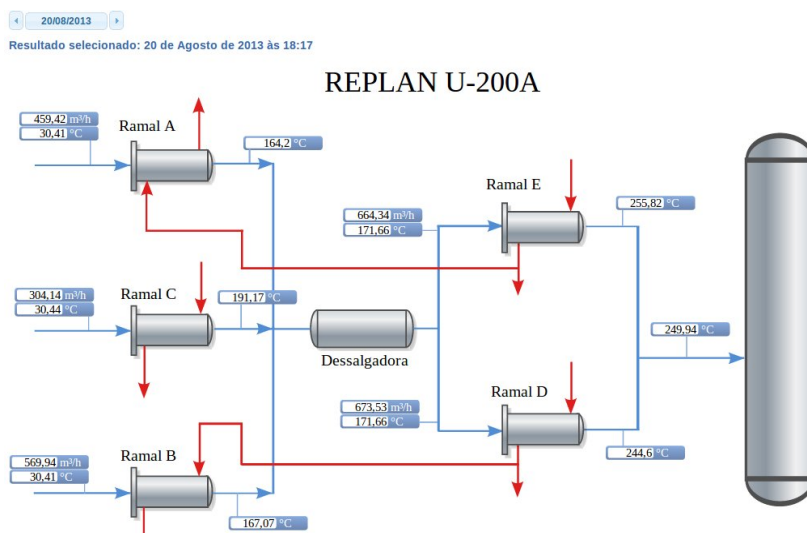 20/08/2013
Resultado selecionado: 20 de Agosto de 2013 às 18:17
REPLAN U-200A
459,42 m³/h
30,41 °C
Ramal A
164,2 °C
Ramal E
664,34 m³/h
171,66 °C
255,82 °C
304,14 m³/h
30,44 °C
Ramal C
191,17 °C
Dessalgadora
249,94 °C
673,53 m³/h
171,66 °C
Ramal D
244,6 °C
569,94 m³/h
30,41 °C
Ramal B
167,07 °C